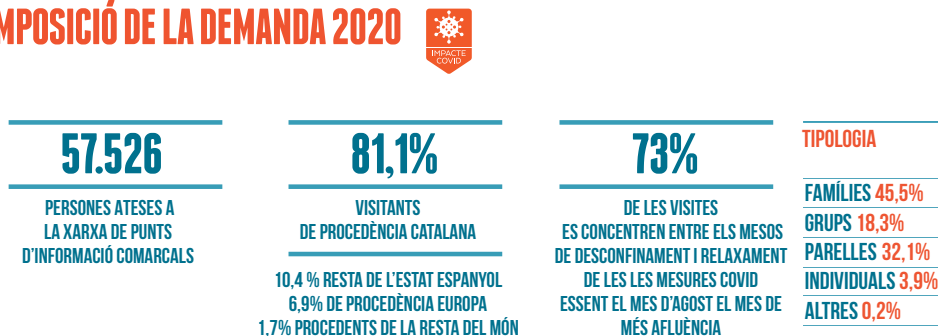 MPOSICIÓ DE LA DEMANDA 2020
IMPACTE
COVID
57.526
PERSONES ATESES A
LA XARXA DE PUNTS
D'INFORMACIÓ COMARCALS
81,1%
VISITANTS
DE PROCEDÈNCIA CATALANA
10,4 % RESTA DE L'ESTAT ESPANYOL
6,9% DE PROCEDÈNCIA EUROPA
1,7% PROCEDENTS DE LA RESTA DEL MÓN
73%
DE LES VISITES
ES CONCENTREN ENTRE ELS MESOS
DE DESCONFINAMENT I RELAXAMENT
DE LES LES MESURES COVID
ESSENT EL MES D'AGOST EL MES DE
MÉS AFLUÈNCIA
TIPOLOGIA
FAMÍLIES 45,5%
GRUPS 18,3%
PARELLES 32,1%
INDIVIDUALS 3,9%
ALTRES 0,2%